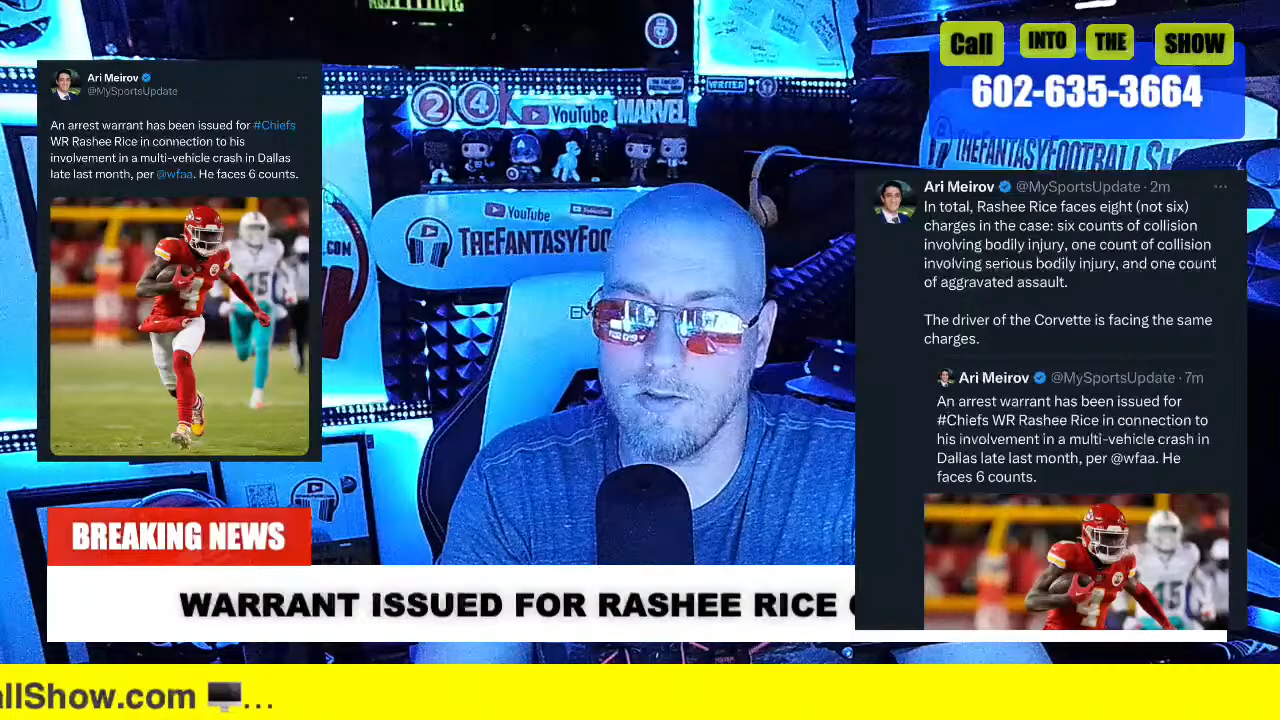 Call INTO THE SHOW
602-635-3664
2 4K YouTube MARVEL
WRITER
YouTube
THEFANTASYFOO
THEFANTASYFOOTBALLSH
.COM
Ari Meirov
@MySportsUpdate
An arrest warrant has been issued for #Chiefs
WR Rashee Rice in connection to his
involvement in a multi-vehicle crash in Dallas
late last month, per @wfaa. He faces 6 counts.
Ari Meirov @MySportsUpdate · 2m
In total, Rashee Rice faces eight (not six)
charges in the case: six counts of collision
involving bodily injury, one count of collision
involving serious bodily injury, and one count
of aggravated assault.
The driver of the Corvette is facing the same
charges.
Ari Meirov @MySportsUpdate · 7m
An arrest warrant has been issued for
#Chiefs WR Rashee Rice in connection to
his involvement in a multi-vehicle crash in
Dallas late last month, per @wfaa. He
faces 6 counts.
BREAKING NEWS
WARRANT ISSUED FOR RASHEE RICE
allShow.com 🖥️...